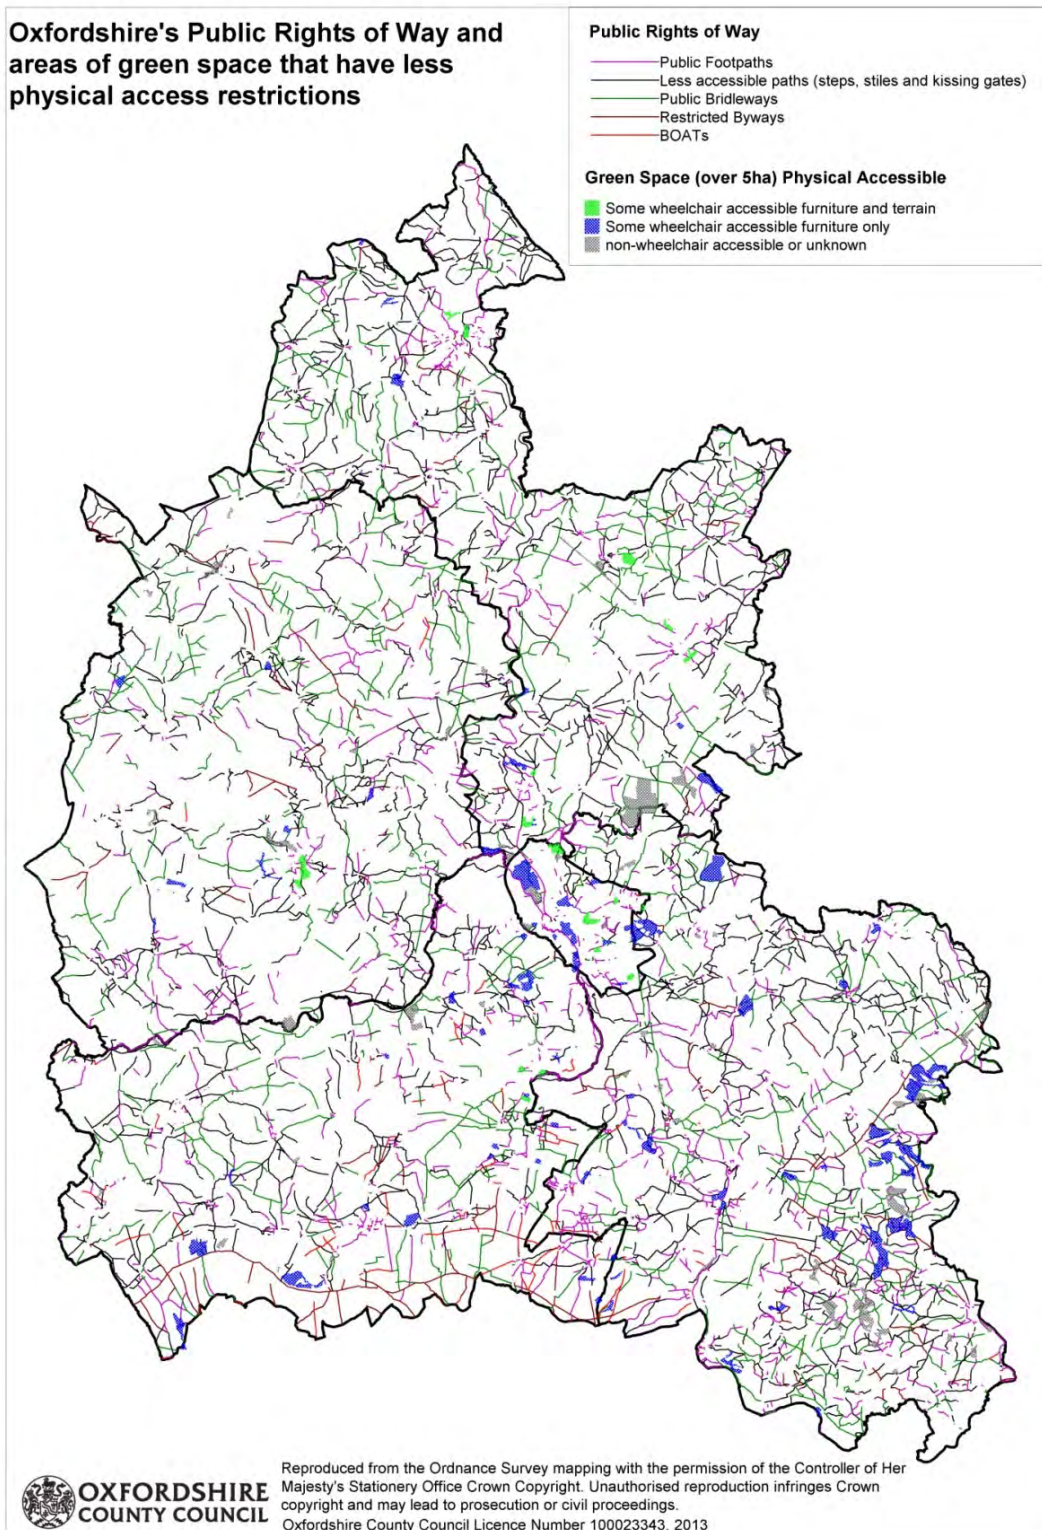 Oxfordshire's Public Rights of Way and
areas of green space that have less
physical access restrictions
Public Rights of Way
Public Footpaths
Less accessible paths (steps, stiles and kissing gates)
Public Bridleways
Restricted Byways
BOATs
Green Space (over 5ha) Physical Accessible
Some wheelchair accessible furniture and terrain
Some wheelchair accessible furniture only
non-wheelchair accessible or unknown
OXFORDSHIRE
COUNTY COUNCIL
Reproduced from the Ordnance Survey mapping with the permission of the Controller of Her
Majesty's Stationery Office Crown Copyright. Unauthorised reproduction infringes Crown
copyright and may lead to prosecution or civil proceedings.
Oxfordshire County Council Licence Number 100023343, 2013